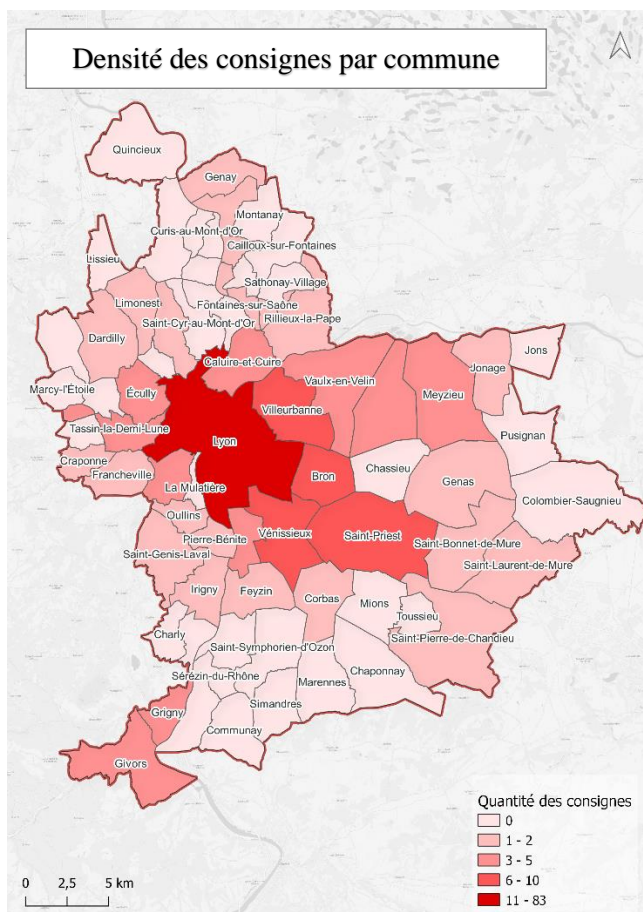 Densité des consignes par commune
Quincieux
Genay
Montanay
Curis-au-Mont-d'Or
Cailloux-sur-Fontaines
Lissieu
Sathonay-Village
Limonest
Fontaines-sur-Saône
Saint-Cyr-au-Mont-d'Or
Rillieux-la-Pape
Dardilly
Jons
Caluire-et-Cuire
Jonage
Vaulx-en-Velin
Marcy-l'Étoile
Écully
Meyzieu
Villeurbanne
Tassin-la-Demi-Lune
Pusignan
Lyon
Craponne
Chassieu
Francheville
Bron
Genas
La Mulatière
Colombier-Saugnieu
Oullins
Vénissieux
Saint-Priest
Pierre-Bénite
Saint-Bonnet-de-Mure
Saint-Genis-Laval
Saint-Laurent-de-Mure
Irigny
Feyzin
Corbas
Mions
Toussieu
Charly
Saint-Pierre-de-Chandieu
Saint-Symphorien-d'Ozon
Chaponnay
Sérézin-du-Rhône
Marennes
Simandres
Grigny
Communay
Givors
Quantité des consignes
0
1 - 2
3 - 5
6 - 10
11 - 83
0 2,5 5 km